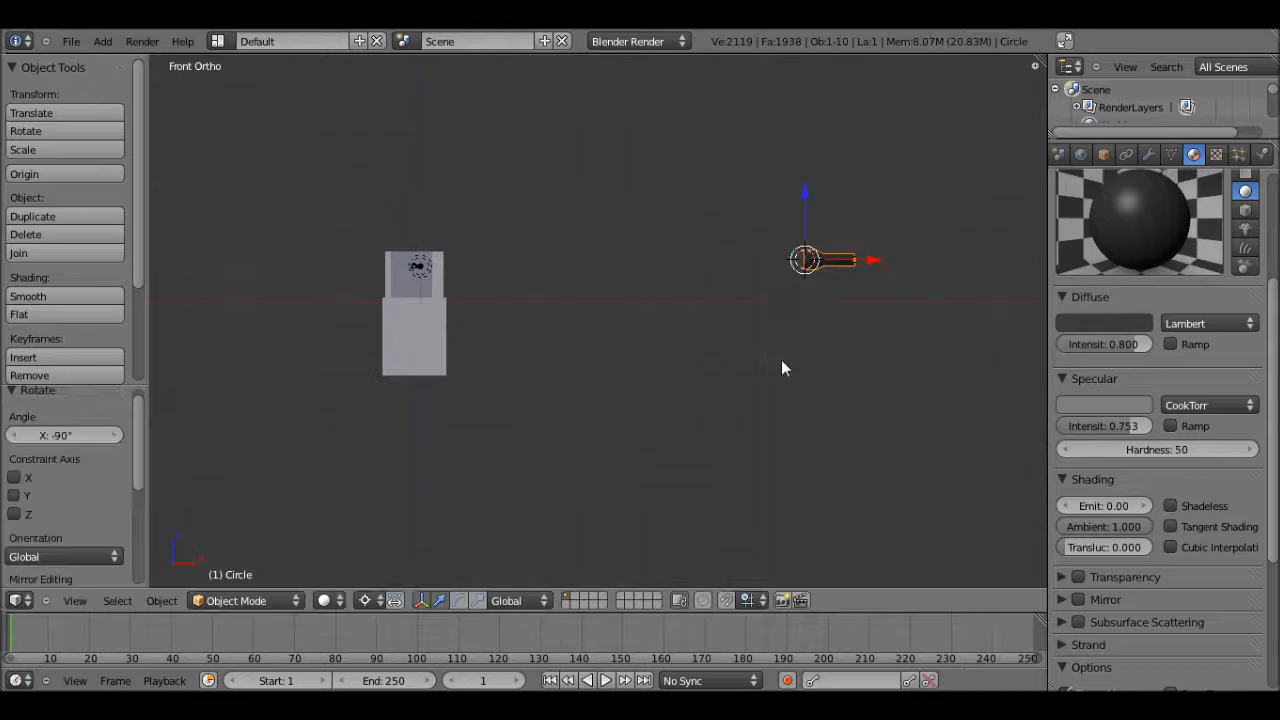 File Add Render Help Default Scene Blender Render Ve:2119 | Fa:1938 | Ob:1-10 | La:1 | Mem:8.07M (20.83M) | Circle
Object Tools
Front Ortho
View Search All Scenes
Transform:
Scene
Translate
RenderLayers
Rotate
Scale
Origin
Object:
Duplicate
Delete
Join
Shading:
Smooth
Flat
Keyframes:
Insert
Remove
Rotate
Angle
X: -90°
Constraint Axis
X
Y
Z
Orientation
Global
Mirror Editing
(1) Circle
Diffuse
Lambert
Intensit: 0.800
Ramp
Specular
CookTorr
Intensit: 0.753
Ramp
Hardness: 50
Shading
Emit: 0.00
Shadeless
Ambient: 1.000
Tangent Shading
Transluc: 0.000
Cubic Interpolati
Transparency
Mirror
Subsurface Scattering
Strand
Options
View Select Object Object Mode Global
10 20 30 40 50 60 70 80 90 100 110 120 130 140 150 160 170 180 190 200 210 220 230 240 250
View Frame Playback Start: 1 End: 250 1 No Sync